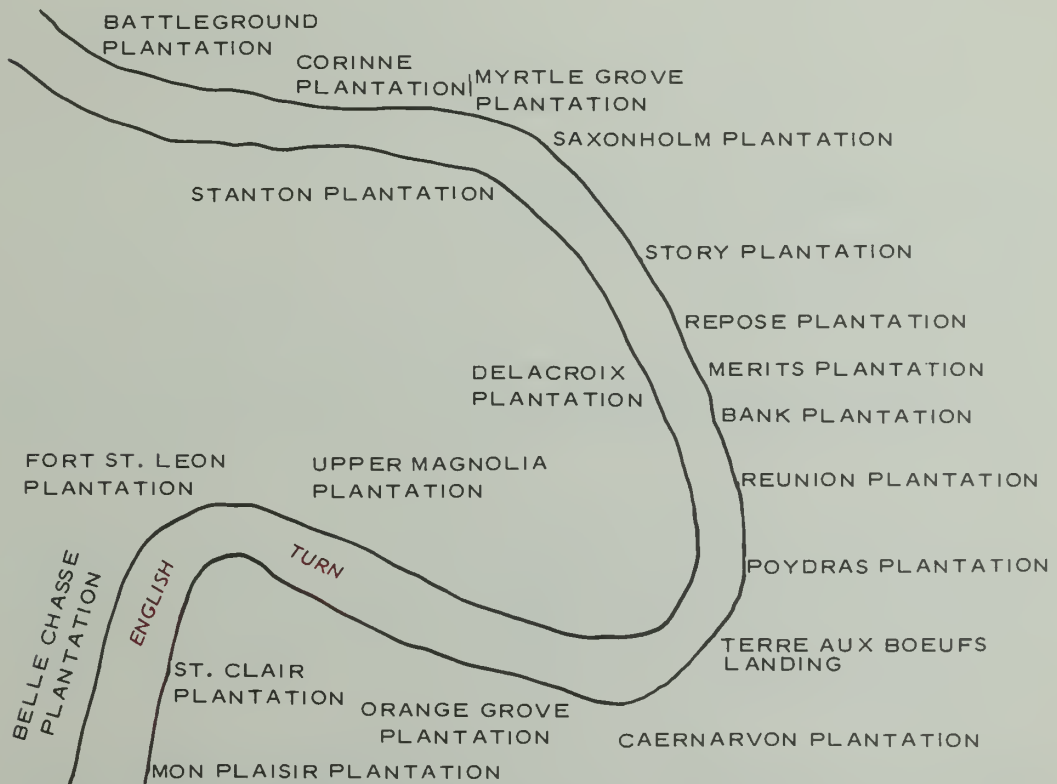 BATTLEGROUND
PLANTATION
CORINNE
PLANTATION
MYRTLE GROVE
PLANTATION
SAXONHOLM PLANTATION
STANTON PLANTATION
STORY PLANTATION
REPOSE PLANTATION
MERITS PLANTATION
DELACROIX
PLANTATION
BANK PLANTATION
FORT ST. LEON
PLANTATION
UPPER MAGNOLIA
PLANTATION
REUNION PLANTATION
ENGLISH
TURN
POYDRAS PLANTATION
BELLE CHASSE
PLANTATION
TERRE AUX BOEUFS
LANDING
ST. CLAIR
PLANTATION
ORANGE GROVE
PLANTATION
CAERNARVON PLANTATION
MON PLAISIR PLANTATION